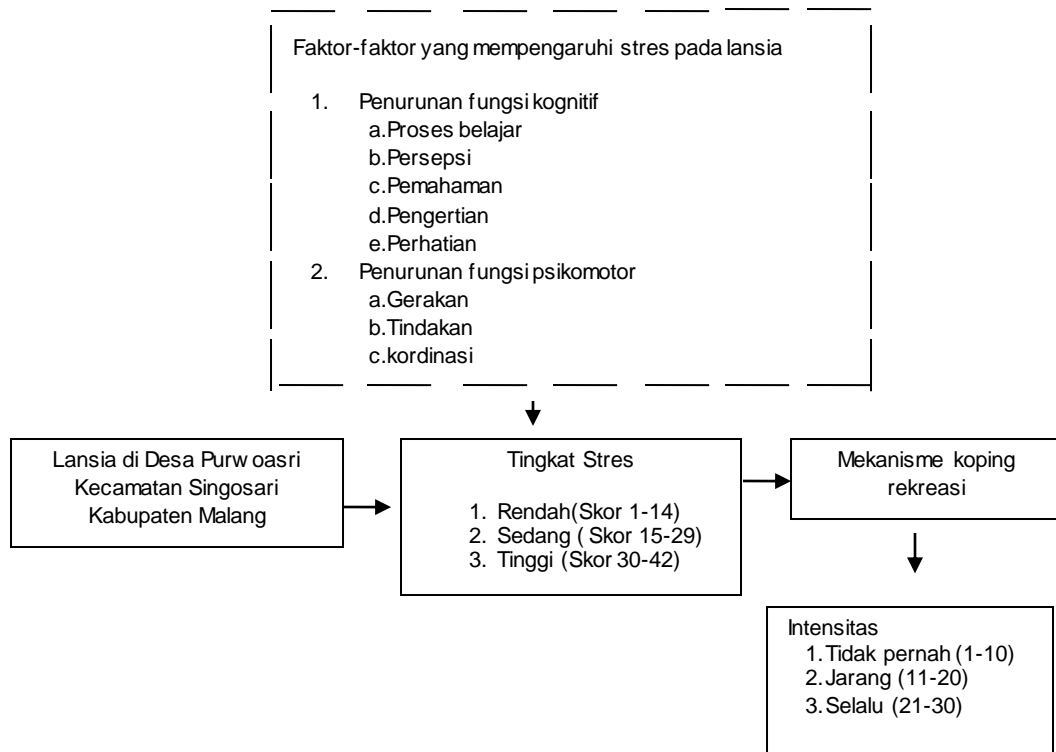 Faktor-faktor yang mempengaruhi stres pada lansia
1. Penurunan fungsi kognitif
a.Proses belajar
b.Persepsi
c.Pemahaman
d.Pengertian
e.Perhatian
2. Penurunan fungsi psikomotor
a.Gerakan
b.Tindakan
c.kordinasi
Lansia di Desa Purwoasri
Kecamatan Singosari
Kabupaten Malang
Tingkat Stres
1. Rendah(Skor 1-14)
2. Sedang ( Skor 15-29)
3. Tinggi (Skor 30-42)
Mekanisme koping
rekreasi
Intensitas
1.Tidak pernah (1-10)
2.Jarang (11-20)
3.Selalu (21-30)